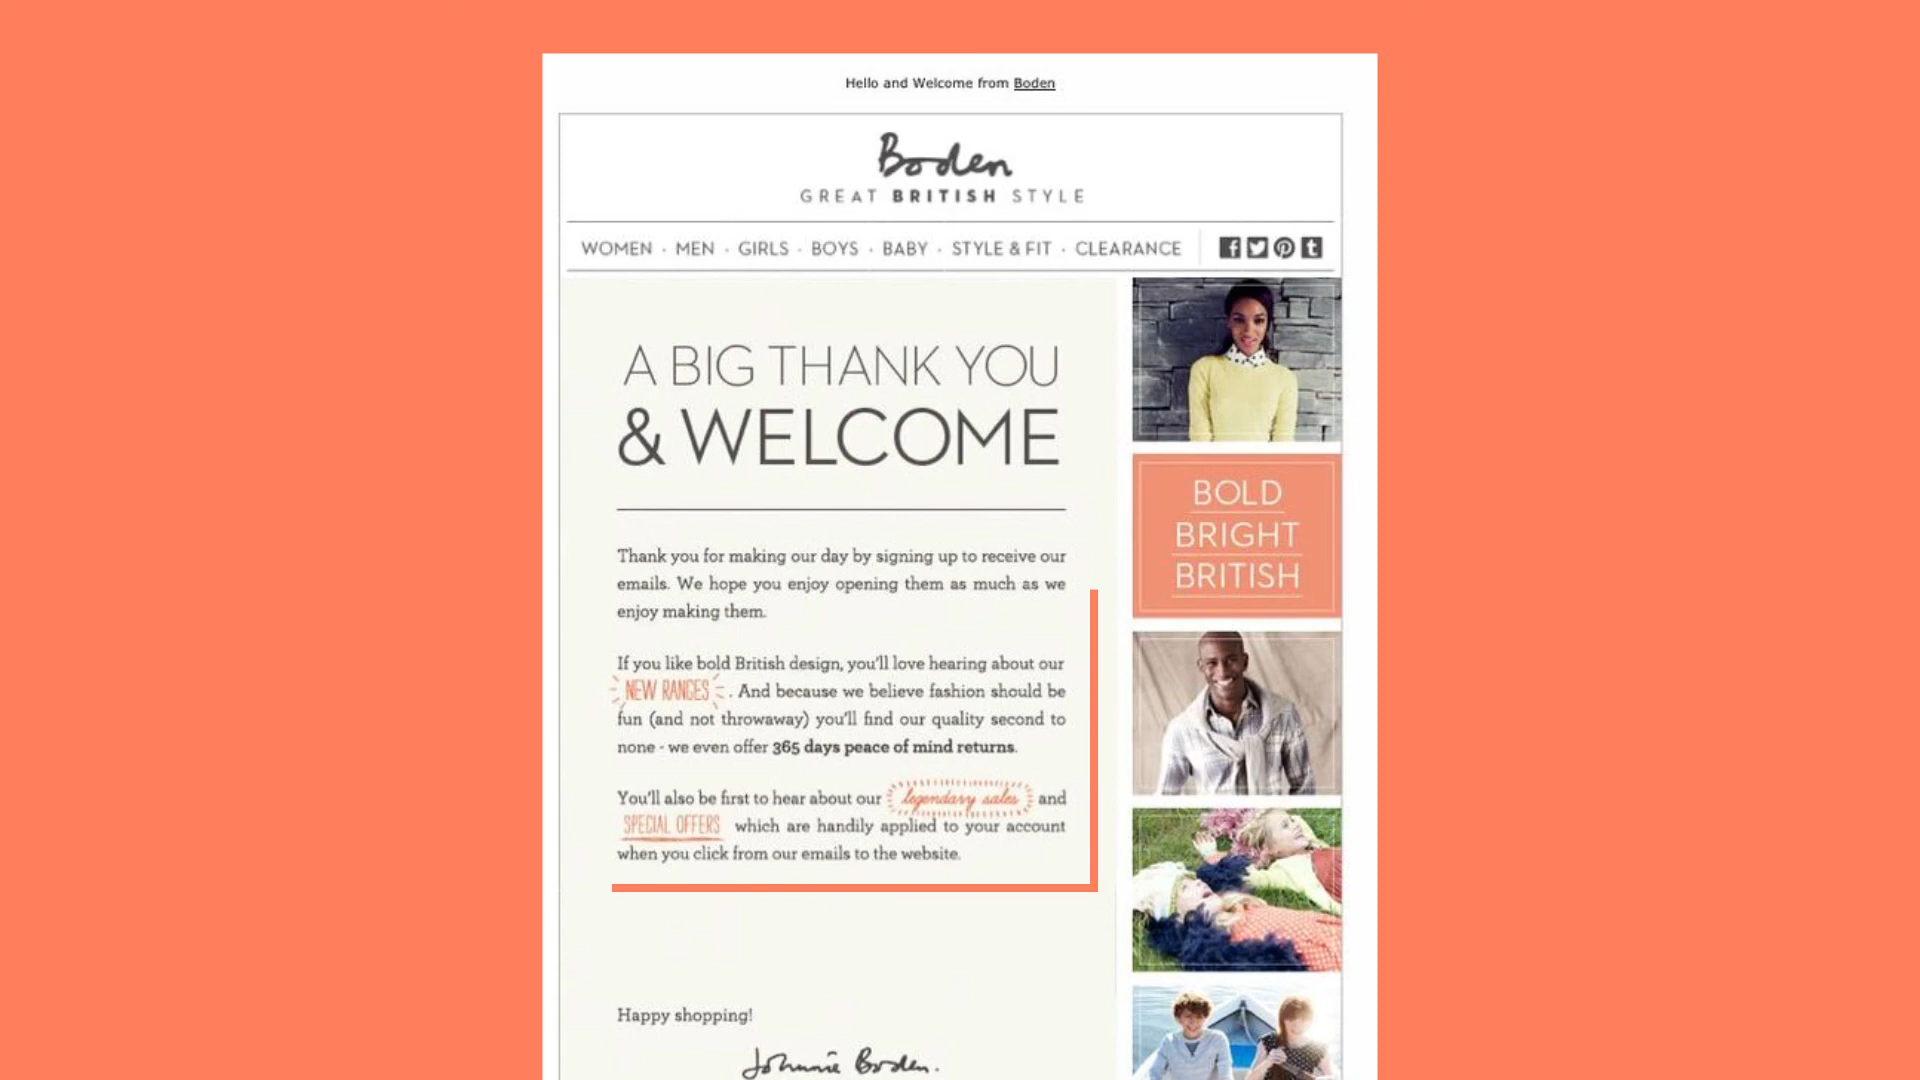 Hello and Welcome from Boden
Boden
GREAT BRITISH STYLE
WOMEN · MEN · GIRLS · BOYS · BABY · STYLE & FIT · CLEARANCE
A BIG THANK YOU
& WELCOME
Thank you for making our day by signing up to receive our
emails. We hope you enjoy opening them as much as we
enjoy making them.
If you like bold British design, you'll love hearing about our
NEW RANGES . And because we believe fashion should be
fun (and not throwaway) you'll find our quality second to
none - we even offer 365 days peace of mind returns.
You'll also be first to hear about our legendary sales and
SPECIAL OFFERS which are handily applied to your account
when you click from our emails to the website.
Happy shopping!
Johnnie Boden.
BOLD
BRIGHT
BRITISH